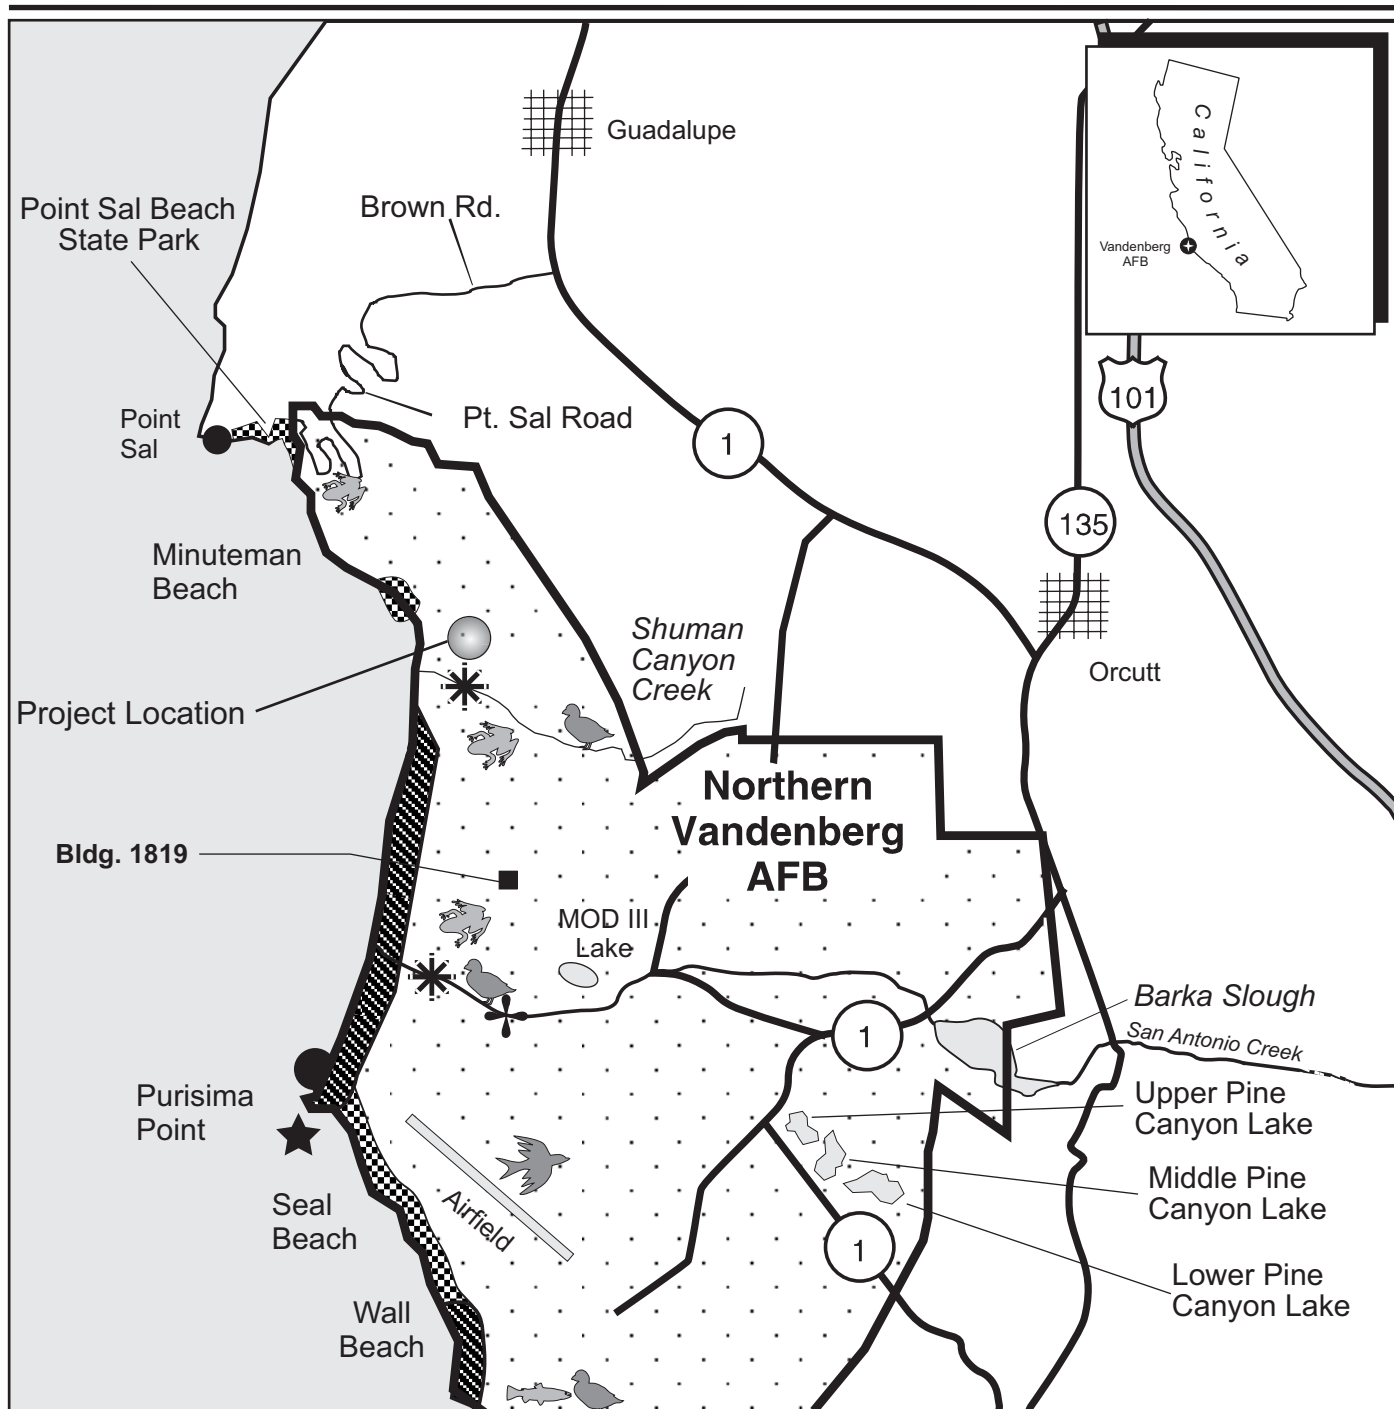 Guadalupe
California
Vandenberg
AFB
Point Sal Beach
State Park
Brown Rd.
101
Point
Sal
Pt. Sal Road
1
135
Minuteman
Beach
Shuman
Canyon
Creek
Orcutt
Project Location
Northern
Vandenberg
AFB
Bldg. 1819
MOD III
Lake
Barka Slough
1
San Antonio Creek
Purisima
Point
Upper Pine
Canyon Lake
Middle Pine
Canyon Lake
Seal
Beach
Airfield
1
Lower Pine
Canyon Lake
Wall
Beach